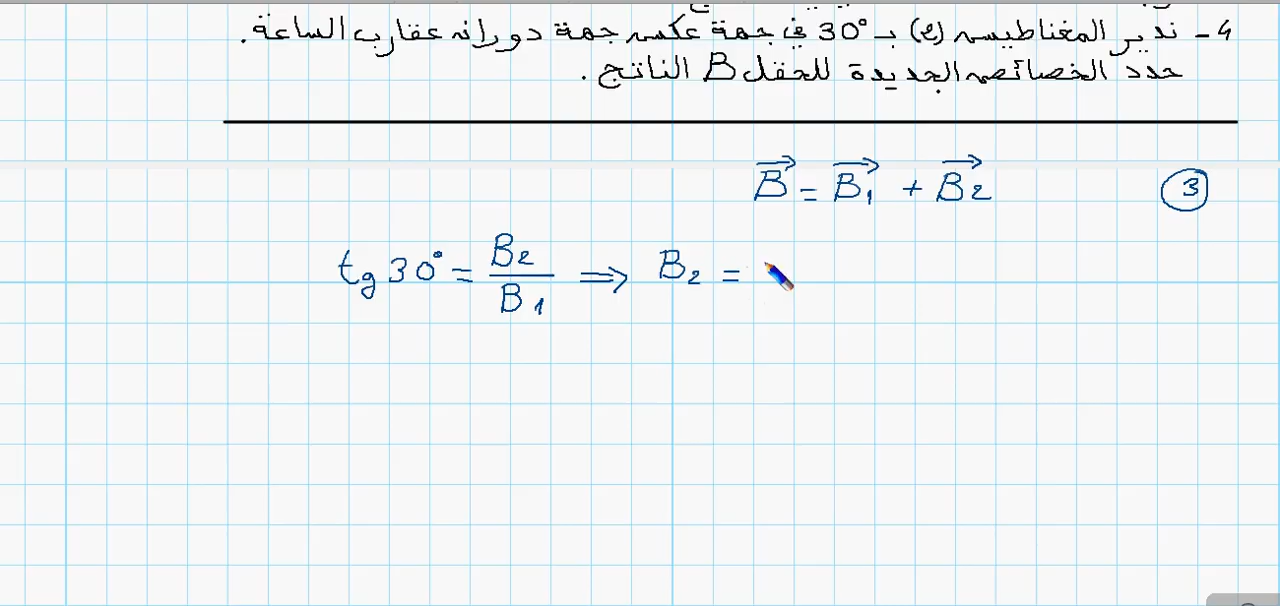 4 - ندير المغناطيس (2) بـ 30° في جهة عكس جهة دوران عقارب الساعة.
حدد الخصائص الجديدة للحقل B الناتج.
B⃗ = B⃗₁ + B⃗₂ ③
tg 30° = B₂/B₁ ⟹ B₂ =